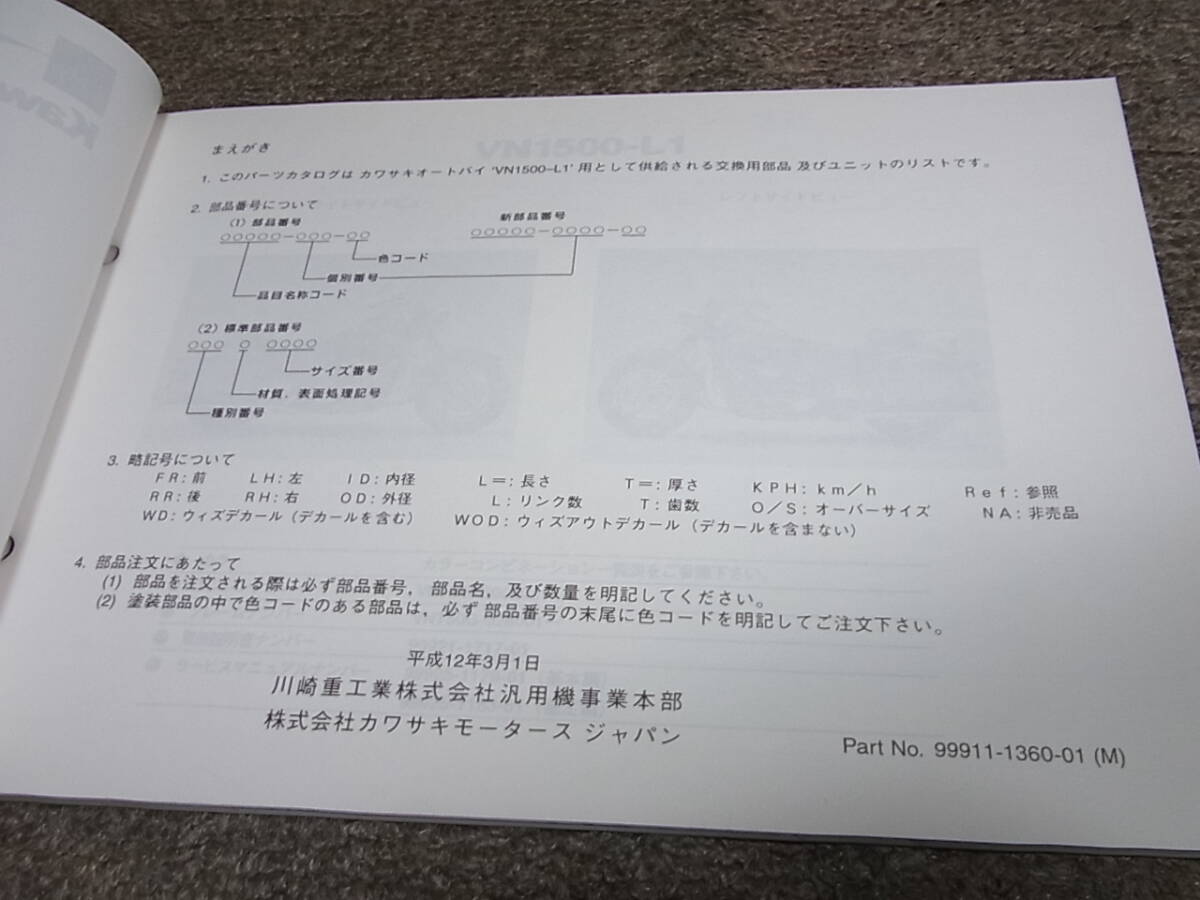 まえがき
1. このパーツカタログは カワサキオートバイ 'VN1500-L1' 用として供給される交換用部品 及びユニットのリストです。
2. 部品番号について
(1) 部品番号 新部品番号
○○○○○-○○○-○○ ○○○○○-○○○○-○○
色コード
個別番号
品目名称コード
(2) 標準部品番号
○○○ ○ ○○○○
サイズ番号
材質，表面処理記号
種別番号
3. 略記号について
FR：前 LH：左 ID：内径 L＝：長さ T＝：厚さ KPH：km／h Ref：参照
RR：後 RH：右 OD：外径 L：リンク数 T：歯数 O／S：オーバーサイズ NA：非売品
WD：ウィズデカール（デカールを含む） WOD：ウィズアウトデカール（デカールを含まない）
4. 部品注文にあたって
(1) 部品を注文される際は必ず部品番号，部品名，及び数量を明記してください。
(2) 塗装部品の中で色コードのある部品は，必ず 部品番号の末尾に色コードを明記してご注文下さい。
平成12年3月1日
川崎重工業株式会社汎用機事業本部
株式会社カワサキモータース ジャパン
Part No. 99911-1360-01 (M)
VN1500-L1